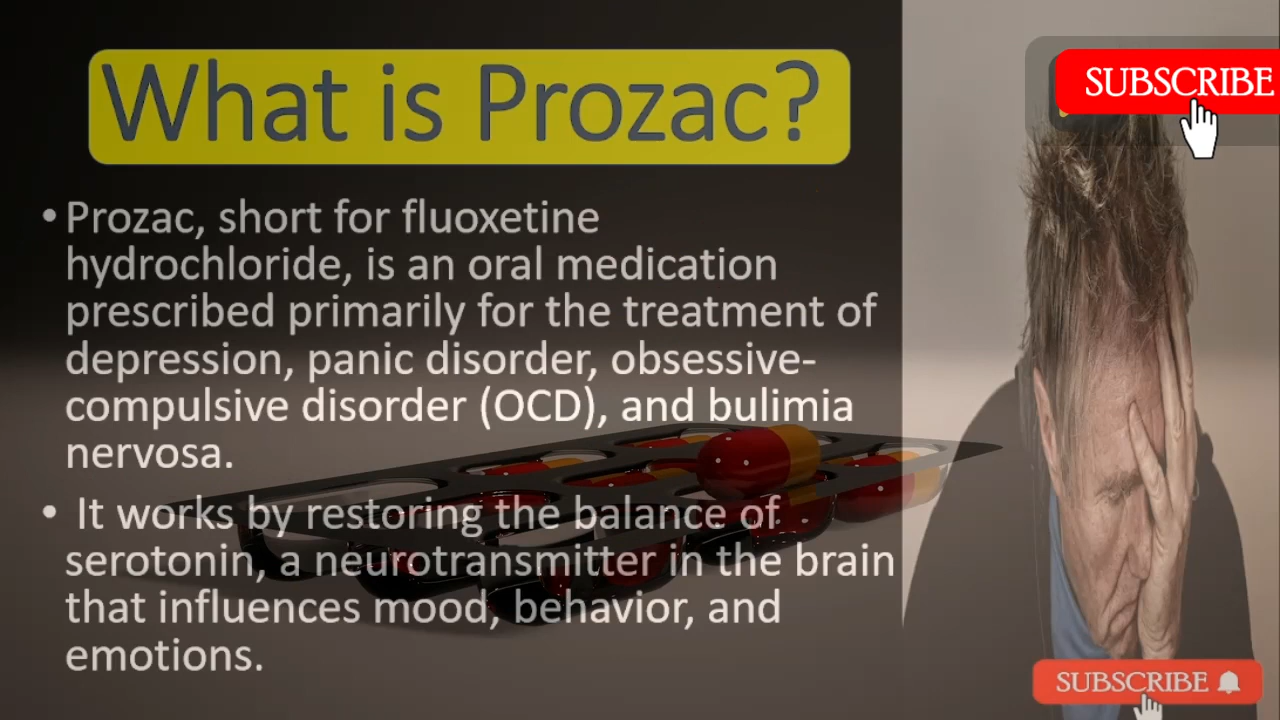 What is Prozac?
SUBSCRIBE
• Prozac, short for fluoxetine
hydrochloride, is an oral medication
prescribed primarily for the treatment of
depression, panic disorder, obsessive-
compulsive disorder (OCD), and bulimia
nervosa.
• It works by restoring the balance of
serotonin, a neurotransmitter in the brain
that influences mood, behavior, and
emotions.
SUBSCRIBE